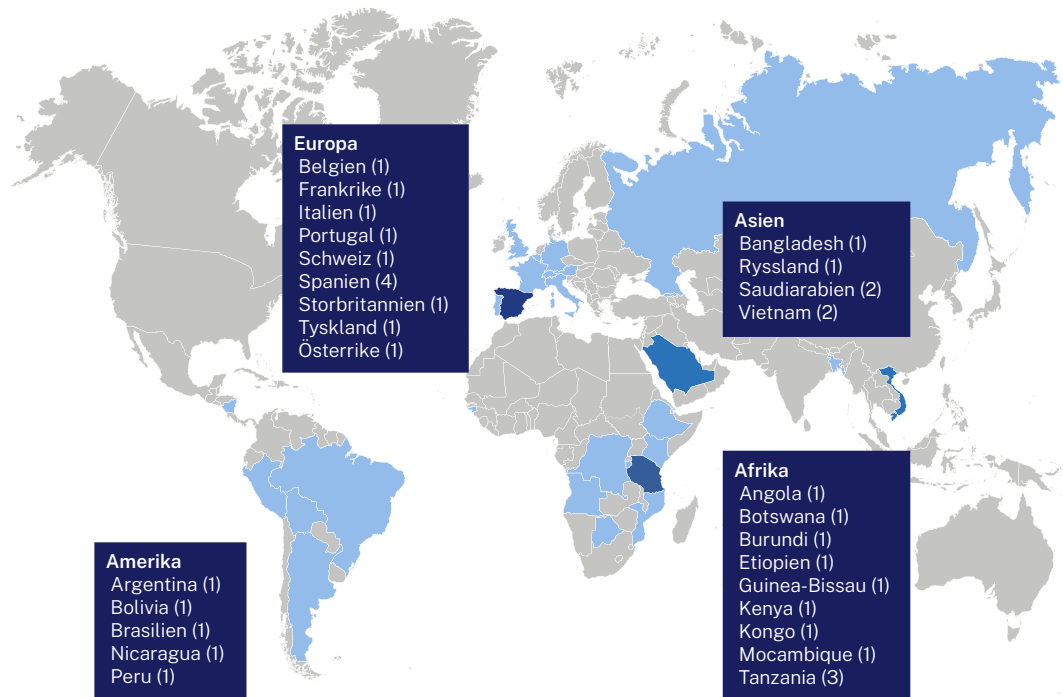 Europa
Belgien (1)
Frankrike (1)
Italien (1)
Portugal (1)
Schweiz (1)
Spanien (4)
Storbritannien (1)
Tyskland (1)
Österrike (1)
Asien
Bangladesh (1)
Ryssland (1)
Saudiarabien (2)
Vietnam (2)
Afrika
Angola (1)
Botswana (1)
Burundi (1)
Etiopien (1)
Guinea-Bissau (1)
Kenya (1)
Kongo (1)
Mocambique (1)
Tanzania (3)
Amerika
Argentina (1)
Bolivia (1)
Brasilien (1)
Nicaragua (1)
Peru (1)